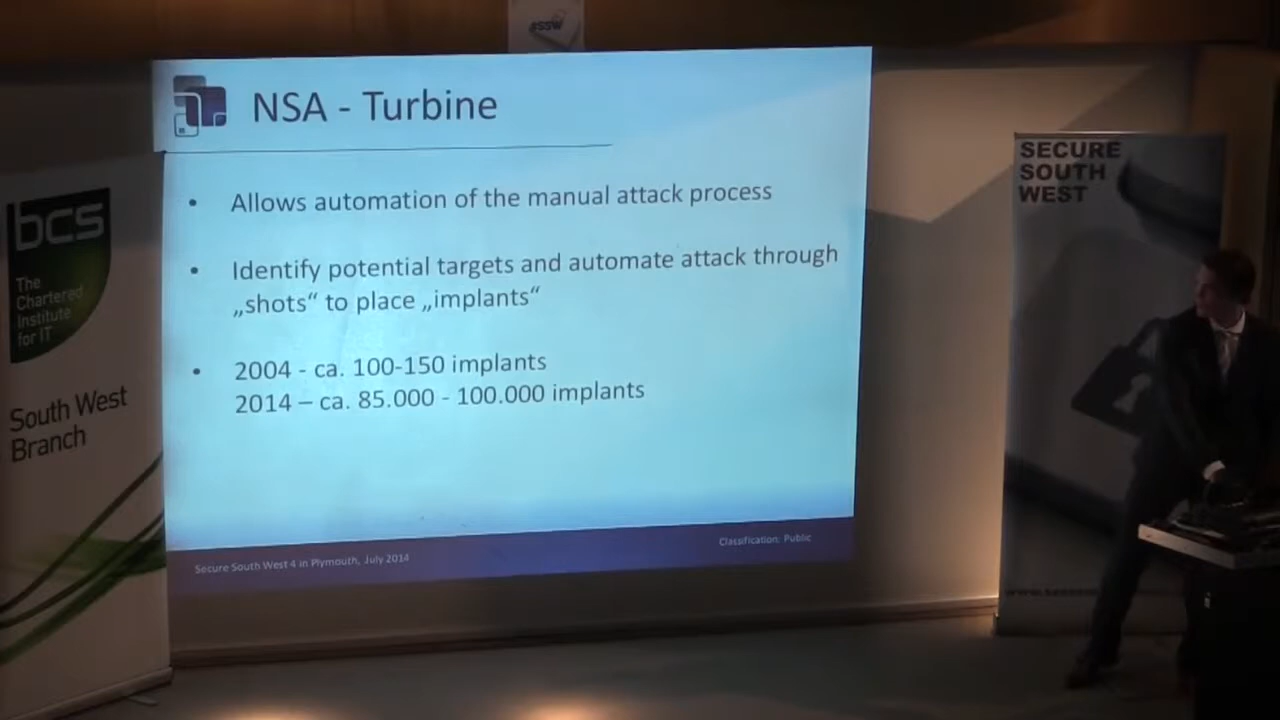 #SSW
NSA - Turbine
• Allows automation of the manual attack process
• Identify potential targets and automate attack through
„shots“ to place „implants“
• 2004 - ca. 100-150 implants
2014 – ca. 85.000 - 100.000 implants
Secure South West 4 in Plymouth, July 2014
Classification: Public
bcs
The
Chartered
Institute
for IT
South West
Branch
SECURE
SOUTH
WEST